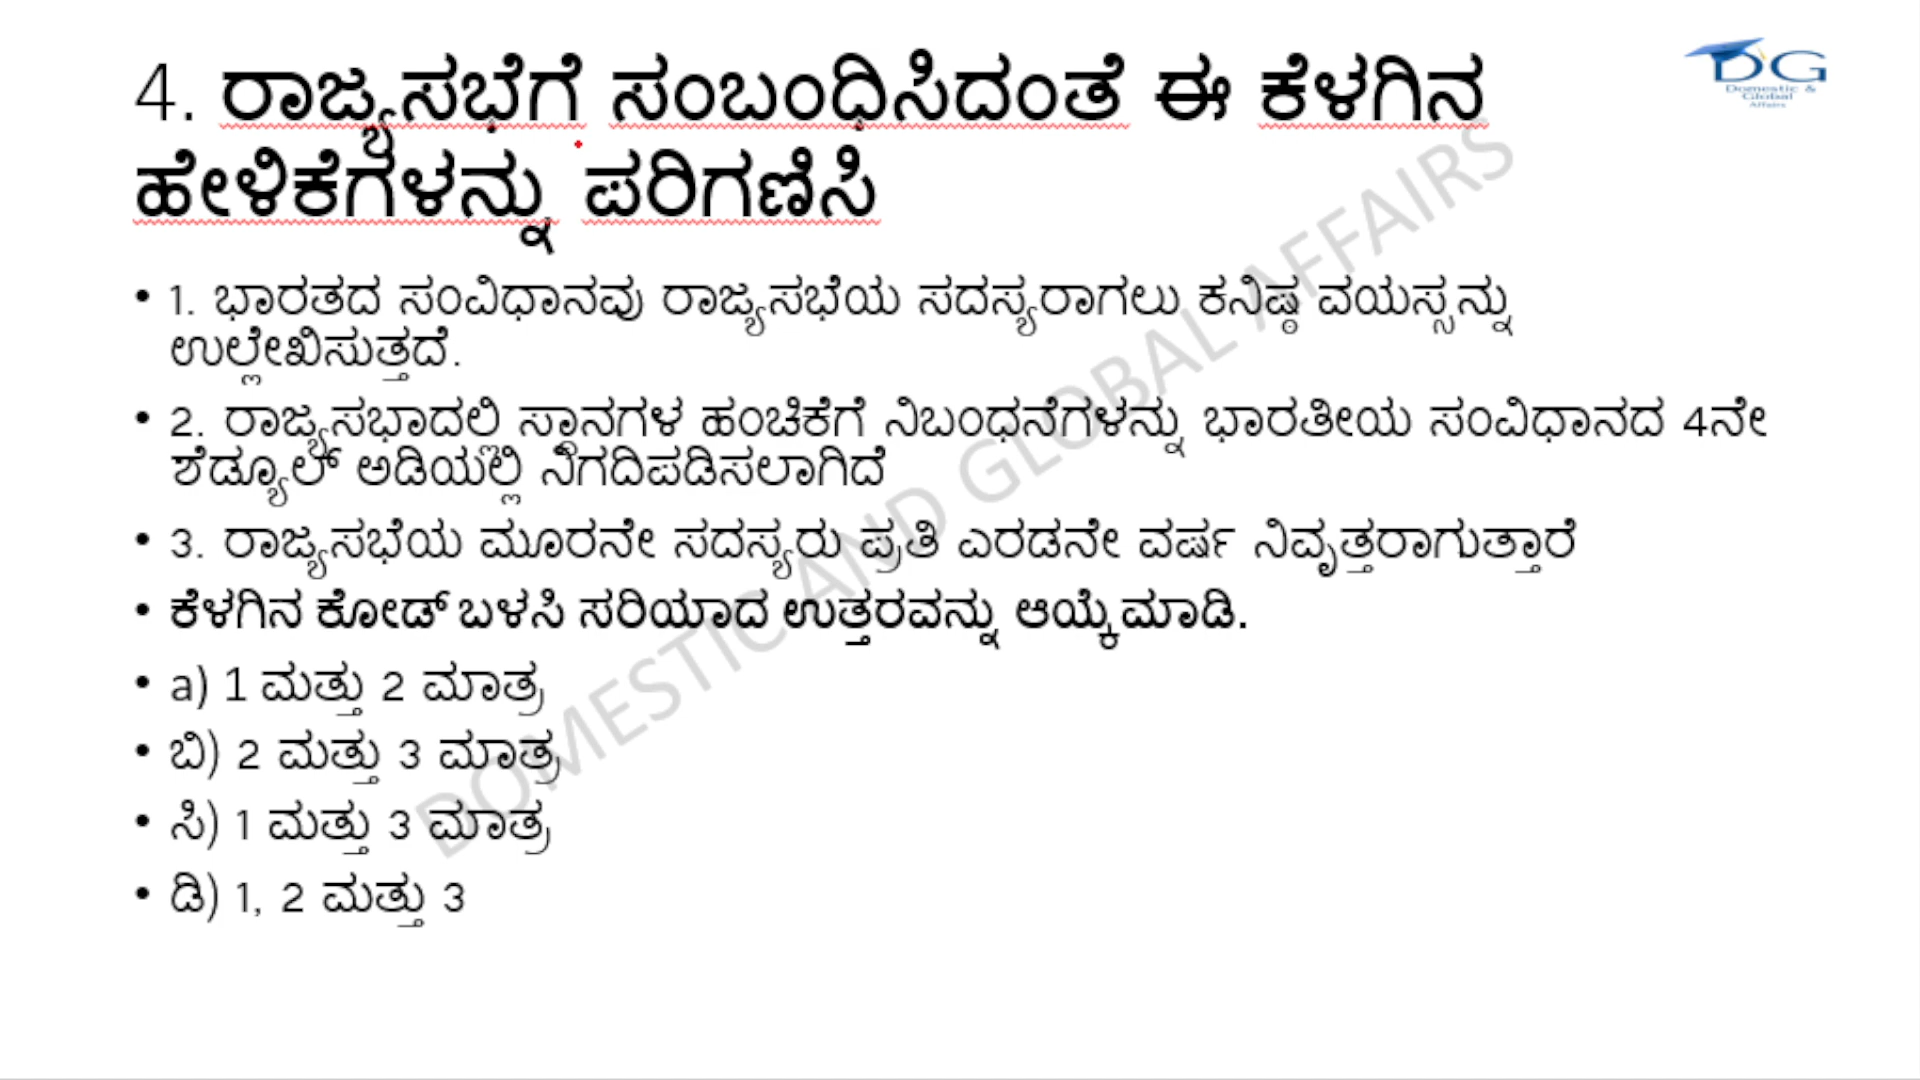 4. ರಾಜ್ಯಸಭೆಗೆ ಸಂಬಂಧಿಸಿದಂತೆ ಈ ಕೆಳಗಿನ
ಹೇಳಿಕೆಗಳನ್ನು ಪರಿಗಣಿಸಿ
DG
Domestic &
Global
Affairs
• 1. ಭಾರತದ ಸಂವಿಧಾನವು ರಾಜ್ಯಸಭೆಯ ಸದಸ್ಯರಾಗಲು ಕನಿಷ್ಠ ವಯಸ್ಸನ್ನು
ಉಲ್ಲೇಖಿಸುತ್ತದೆ.
• 2. ರಾಜ್ಯಸಭಾದಲ್ಲಿ ಸ್ಥಾನಗಳ ಹಂಚಿಕೆಗೆ ನಿಬಂಧನೆಗಳನ್ನು ಭಾರತೀಯ ಸಂವಿಧಾನದ 4ನೇ
ಶೆಡ್ಯೂಲ್ ಅಡಿಯಲ್ಲಿ ನಿಗದಿಪಡಿಸಲಾಗಿದೆ
• 3. ರಾಜ್ಯಸಭೆಯ ಮೂರನೇ ಸದಸ್ಯರು ಪ್ರತಿ ಎರಡನೇ ವರ್ಷ ನಿವೃತ್ತರಾಗುತ್ತಾರೆ
• ಕೆಳಗಿನ ಕೋಡ್ ಬಳಸಿ ಸರಿಯಾದ ಉತ್ತರವನ್ನು ಆಯ್ಕೆಮಾಡಿ.
• a) 1 ಮತ್ತು 2 ಮಾತ್ರ
• ಬಿ) 2 ಮತ್ತು 3 ಮಾತ್ರ
• ಸಿ) 1 ಮತ್ತು 3 ಮಾತ್ರ
• ಡಿ) 1, 2 ಮತ್ತು 3
DOMESTIC AND GLOBAL AFFAIRS